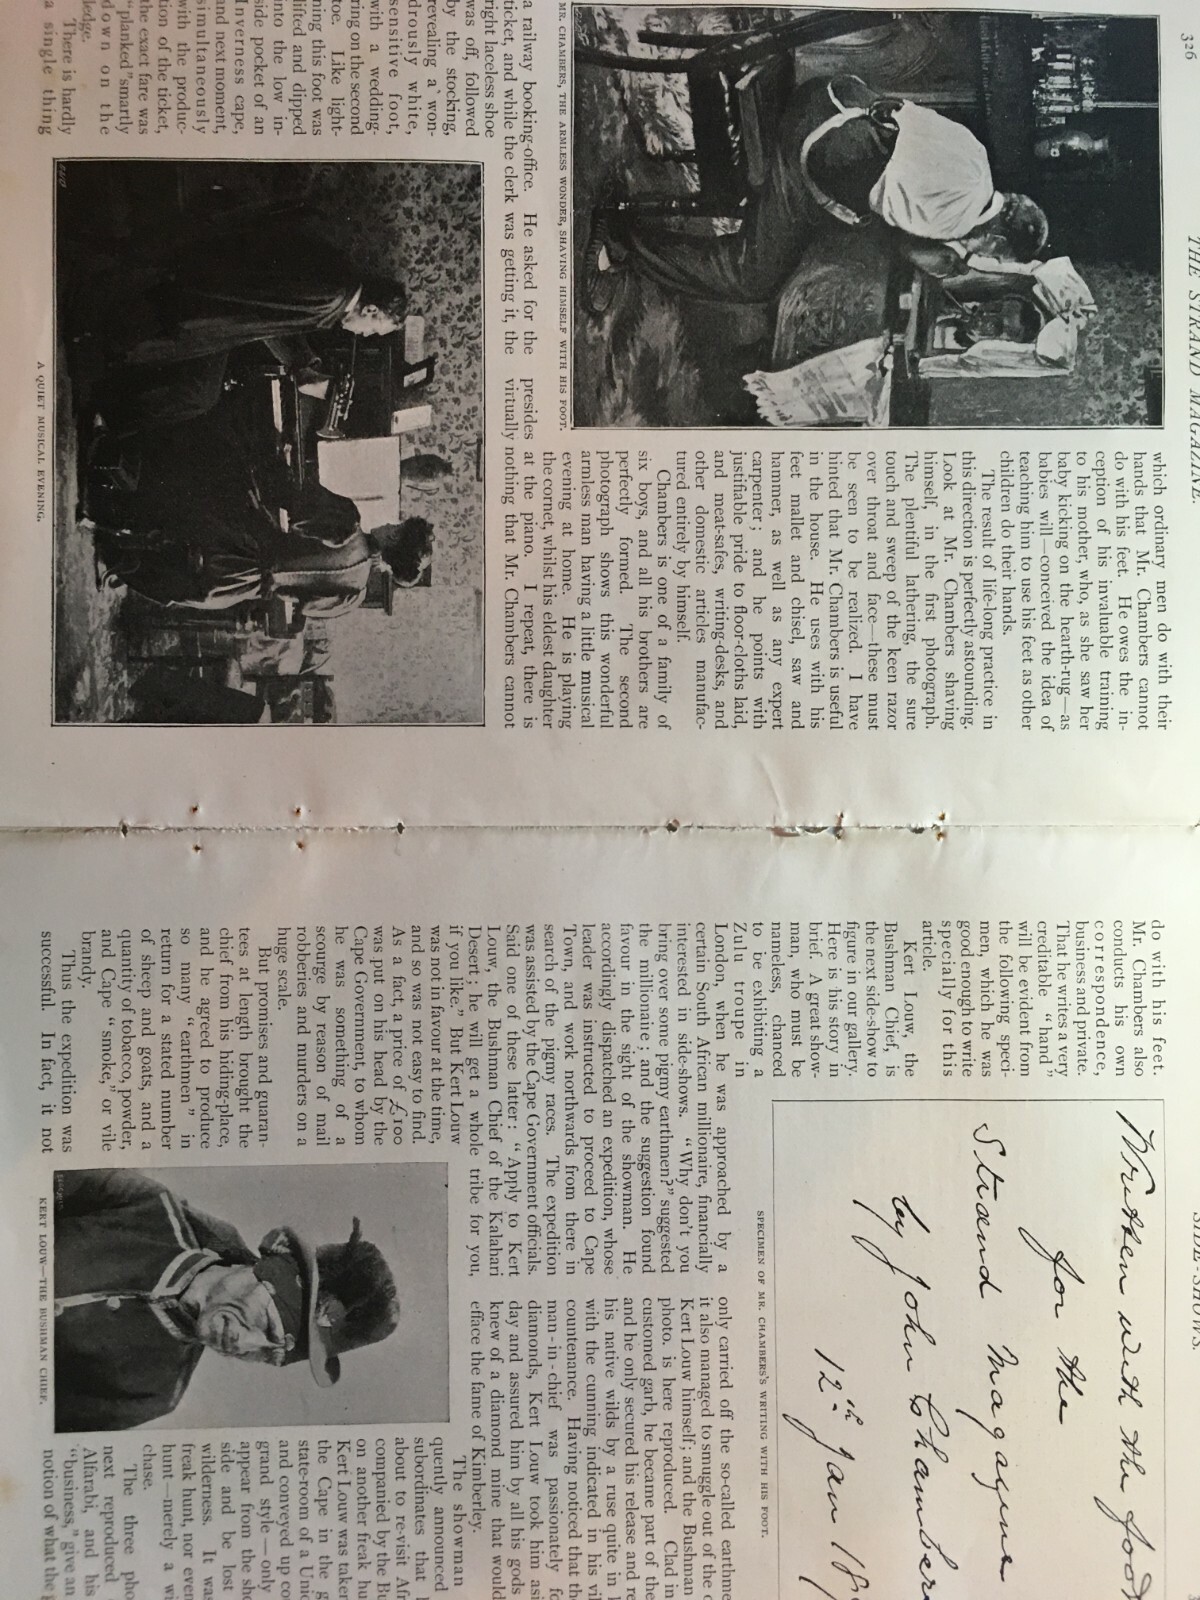 326
THE STRAND MAGAZINE.
MR. CHAMBERS, THE ARMLESS WONDER, SHAVING HIMSELF WITH HIS FOOT.
a railway booking-office. He asked for the
ticket, and while the clerk was getting it, the
right laceless shoe
was off, followed
by the stocking,
revealing a won-
drously white,
sensitive foot,
with a wedding-
ring on the second
toe. Like light-
ning this foot was
lifted and dipped
into the low in-
side pocket of an
Inverness cape,
and next moment,
simultaneously
with the produc-
tion of the ticket,
the exact fare was
"planked" smartly
down on the
ledge.
There is hardly
a single thing
A QUIET MUSICAL EVENING.
which ordinary men do with their
hands that Mr. Chambers cannot
do with his feet. He owes the in-
ception of his invaluable training
to his mother, who, as she saw her
baby kicking on the hearth-rug—as
babies will—conceived the idea of
teaching him to use his feet as other
children do their hands.
The result of life-long practice in
this direction is perfectly astounding.
Look at Mr. Chambers shaving
himself, in the first photograph.
The plentiful lathering, the sure
touch and sweep of the keen razor
over throat and face—these must
be seen to be realized. I have
hinted that Mr. Chambers is useful
in the house. He uses with his
feet mallet and chisel, saw and
hammer, as well as any expert
carpenter; and he points with
justifiable pride to floor-cloths laid,
and meat-safes, writing-desks, and
other domestic articles manufac-
tured entirely by himself.
Chambers is one of a family of
six boys, and all his brothers are
perfectly formed. The second
photograph shows this wonderful
armless man having a little musical
evening at home. He is playing
the cornet, whilst his eldest daughter
presides at the piano. I repeat, there is
virtually nothing that Mr. Chambers cannot
SIDE-SHOWS.
do with his feet.
Mr. Chambers also
conducts his own
correspondence,
business and private.
That he writes a very
creditable "hand"
will be evident from
the following speci-
men, which he was
good enough to write
specially for this
article.
Kert Louw, the
Bushman Chief, is
the next side-show to
figure in our gallery.
Here is his story in
brief. A great show-
man, who must be
nameless, chanced
to be exhibiting a
Zulu troupe in
London, when he was approached by a
certain South African millionaire, financially
interested in side-shows. "Why don't you
bring over some pigmy earthmen?" suggested
the millionaire; and the suggestion found
favour in the sight of the showman. He
accordingly dispatched an expedition, whose
leader was instructed to proceed to Cape
Town, and work northwards from there in
search of the pigmy races. The expedition
was assisted by the Cape Government officials.
Said one of these latter: "Apply to Kert
Louw, the Bushman Chief of the Kalahari
Desert; he will get a whole tribe for you,
if you like." But Kert Louw
was not in favour at the time,
and so was not easy to find.
As a fact, a price of £100
was put on his head by the
Cape Government, to whom
he was something of a
scourge by reason of mail
robberies and murders on a
huge scale.
But promises and guaran-
tees at length brought the
chief from his hiding-place,
and he agreed to produce
so many "earthmen" in
return for a stated number
of sheep and goats, and a
quantity of tobacco, powder,
and Cape "smoke," or vile
brandy.
Thus the expedition was
successful. In fact, it not
Written with the foot
for the
Strand Magazine
by John Chambers
12th Jan 18
SPECIMEN OF MR. CHAMBERS'S WRITING WITH HIS FOOT.
KERT LOUW—THE BUSHMAN CHIEF.
only carried off the so-called
it also managed to smuggle out of the
Kert Louw himself; and the Bushman
photo. is here reproduced. Clad in
customed garb, he became part of the
and he only secured his release and
his native wilds by a ruse quite in
with the cunning indicated in his
countenance. Having noticed that
man-in-chief was passionately
diamonds, Kert Louw took him
day and assured him by all his gods
knew of a diamond mine that would
efface the fame of Kimberley.
The showman
quently announced
subordinates that
about to re-visit
companied by the
on another freak
Kert Louw was taken
the Cape in the
state-room of a
and conveyed up
grand style—only
appear from the
side and be lost
wilderness. It was
freak hunt, nor even
hunt—merely a
chase.
The three
next reproduced
Alfarabi, and his
"business," give an
notion of what the